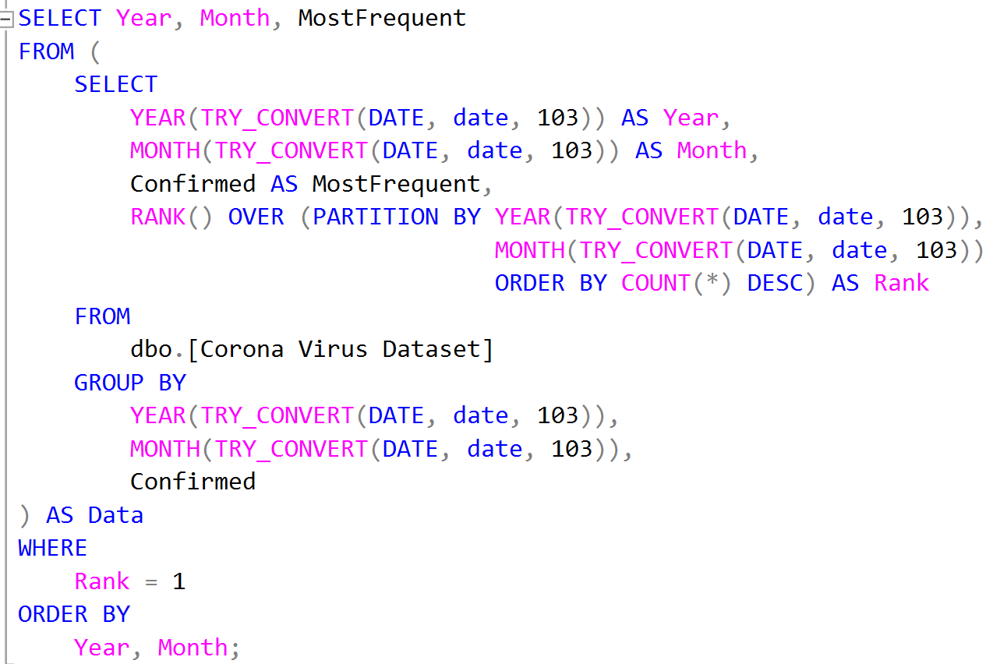 SELECT Year, Month, MostFrequent
FROM (
    SELECT
        YEAR(TRY_CONVERT(DATE, date, 103)) AS Year,
        MONTH(TRY_CONVERT(DATE, date, 103)) AS Month,
        Confirmed AS MostFrequent,
        RANK() OVER (PARTITION BY YEAR(TRY_CONVERT(DATE, date, 103)),
                                  MONTH(TRY_CONVERT(DATE, date, 103))
                                  ORDER BY COUNT(*) DESC) AS Rank
    FROM
        dbo.[Corona Virus Dataset]
    GROUP BY
        YEAR(TRY_CONVERT(DATE, date, 103)),
        MONTH(TRY_CONVERT(DATE, date, 103)),
        Confirmed
) AS Data
WHERE
    Rank = 1
ORDER BY
    Year, Month;